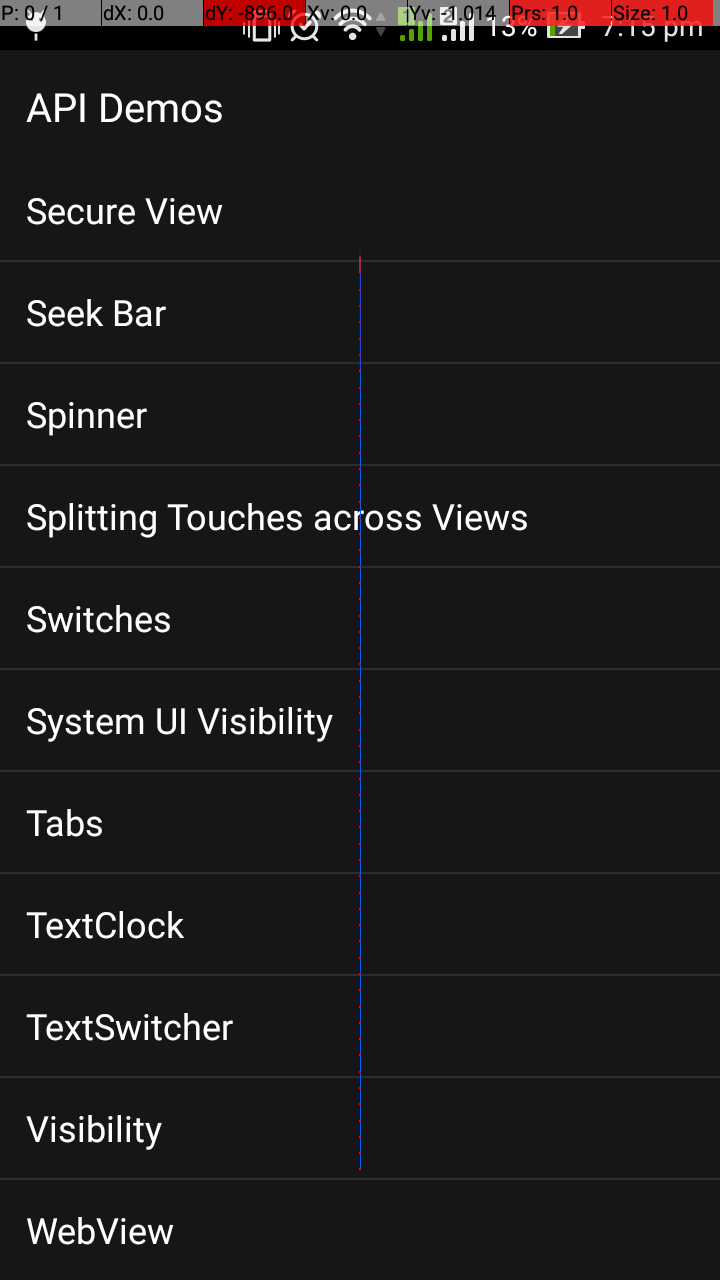 P: 0 / 1 dX: 0.0 dY: -896.0 Xv: 0.0 Yv: -1.014 Prs: 1.0 Size: 1.0
13% 7:15 pm
API Demos
Secure View
Seek Bar
Spinner
Splitting Touches across Views
Switches
System UI Visibility
Tabs
TextClock
TextSwitcher
Visibility
WebView